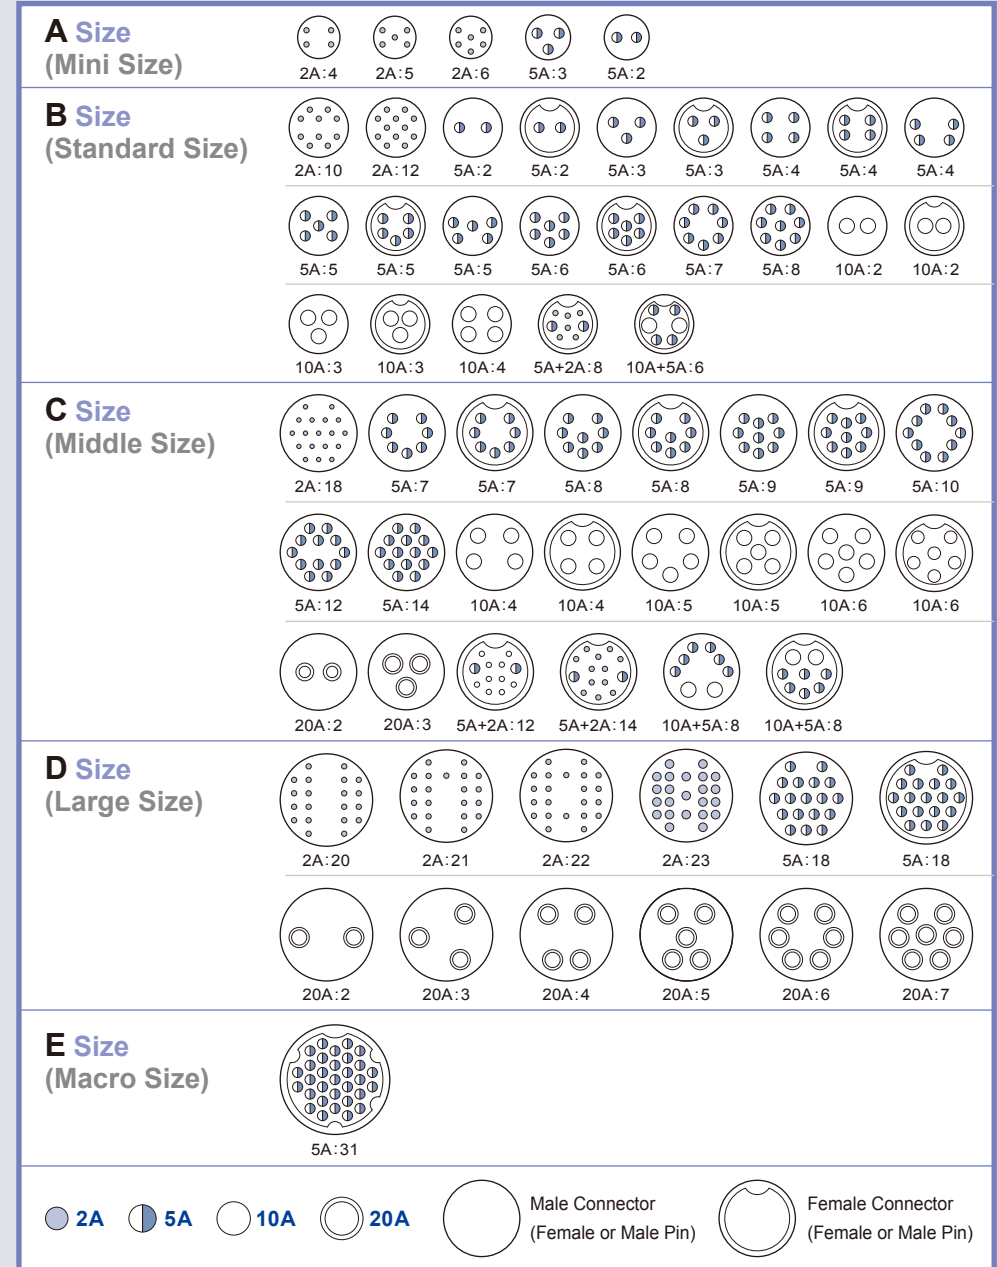 A Size
(Mini Size)
2A:4 2A:5 2A:6 5A:3 5A:2
B Size
(Standard Size)
2A:10 2A:12 5A:2 5A:2 5A:3 5A:3 5A:4 5A:4 5A:4
5A:5 5A:5 5A:5 5A:6 5A:6 5A:7 5A:8 10A:2 10A:2
10A:3 10A:3 10A:4 5A+2A:8 10A+5A:6
C Size
(Middle Size)
2A:18 5A:7 5A:7 5A:8 5A:8 5A:9 5A:9 5A:10
5A:12 5A:14 10A:4 10A:4 10A:5 10A:5 10A:6 10A:6
20A:2 20A:3 5A+2A:12 5A+2A:14 10A+5A:8 10A+5A:8
D Size
(Large Size)
2A:20 2A:21 2A:22 2A:23 5A:18 5A:18
20A:2 20A:3 20A:4 20A:5 20A:6 20A:7
E Size
(Macro Size)
5A:31
2A 5A 10A 20A
Male Connector
(Female or Male Pin)
Female Connector
(Female or Male Pin)